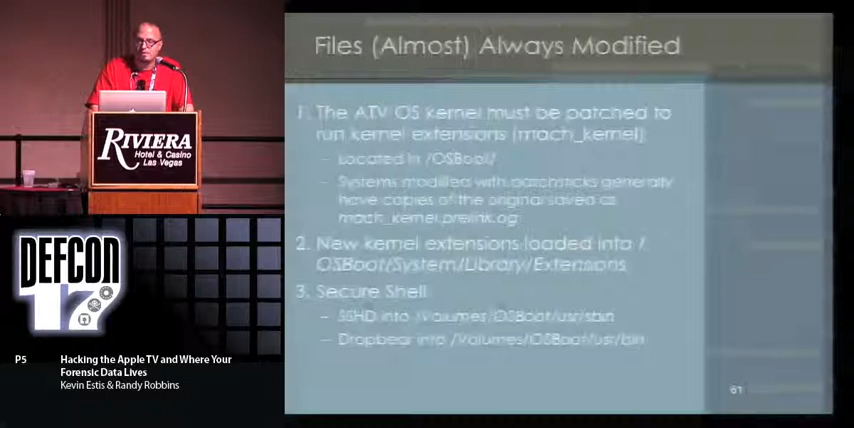 Files (Almost) Always Modified
1. The ATV OS kernel must be patched to
run kernel extensions (mach_kernel)
– Located in /OSBoot/
– Systems modified with patchsticks generally
have copies of the original saved as
mach_kernel.prelink.og
2. New kernel extensions loaded into /
OSBoot/System/Library/Extensions
3. Secure Shell
– SSHD into /Volumes/OSBoot/usr/sbin
– Dropbear into /Volumes/OSBoot/usr/bin
61
RIVIERA
Hotel & Casino
Las Vegas
DEFCON
17
P5
Hacking the Apple TV and Where Your
Forensic Data Lives
Kevin Estis & Randy Robbins